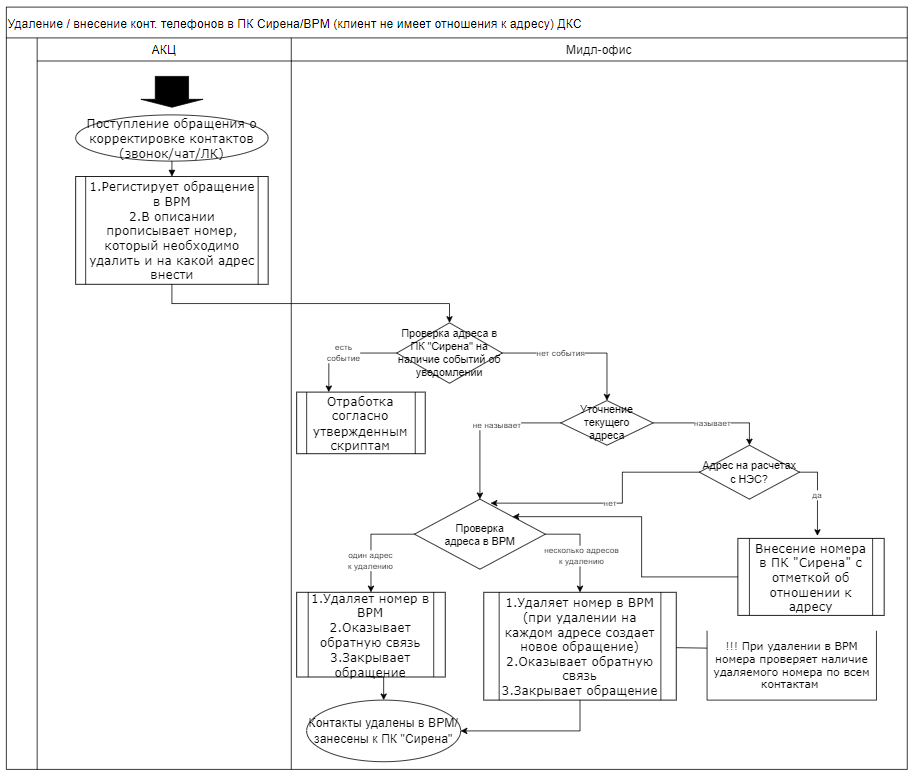 Удаление / внесение конт. телефонов в ПК Сирена/ВРМ (клиент не имеет отношения к адресу) ДКС
АКЦ
Мидл-офис
Поступление обращения о
корректировке контактов
(звонок/чат/ЛК)
1.Регистирует обращение
в ВРМ
2.В описании
прописывает номер,
который необходимо
удалить и на какой адрес
внести
Проверка адреса в
ПК "Сирена" на
наличие событий об
уведомлении
есть
событие
нет события
Отработка
согласно
утвержденным
скриптам
Уточнение
текущего
адреса
не называет
называет
Адрес на расчетах
с НЭС?
нет
да
Проверка
адреса в ВРМ
Внесение номера
в ПК "Сирена" с
отметкой об
отношении к
адресу
один адрес
к удалению
несколько адресов
к удалению
1.Удаляет номер в
ВРМ
2.Оказывает
обратную связь
3.Закрывает
обращение
1.Удаляет номер в ВРМ
(при удалении на
каждом адресе создает
новое обращение)
2.Оказывает обратную
связь
3.Закрывает обращение
!!! При удалении в ВРМ
номера проверяет наличие
удаляемого номера по всем
контактам
Контакты удалены в ВРМ/
занесены к ПК "Сирена"